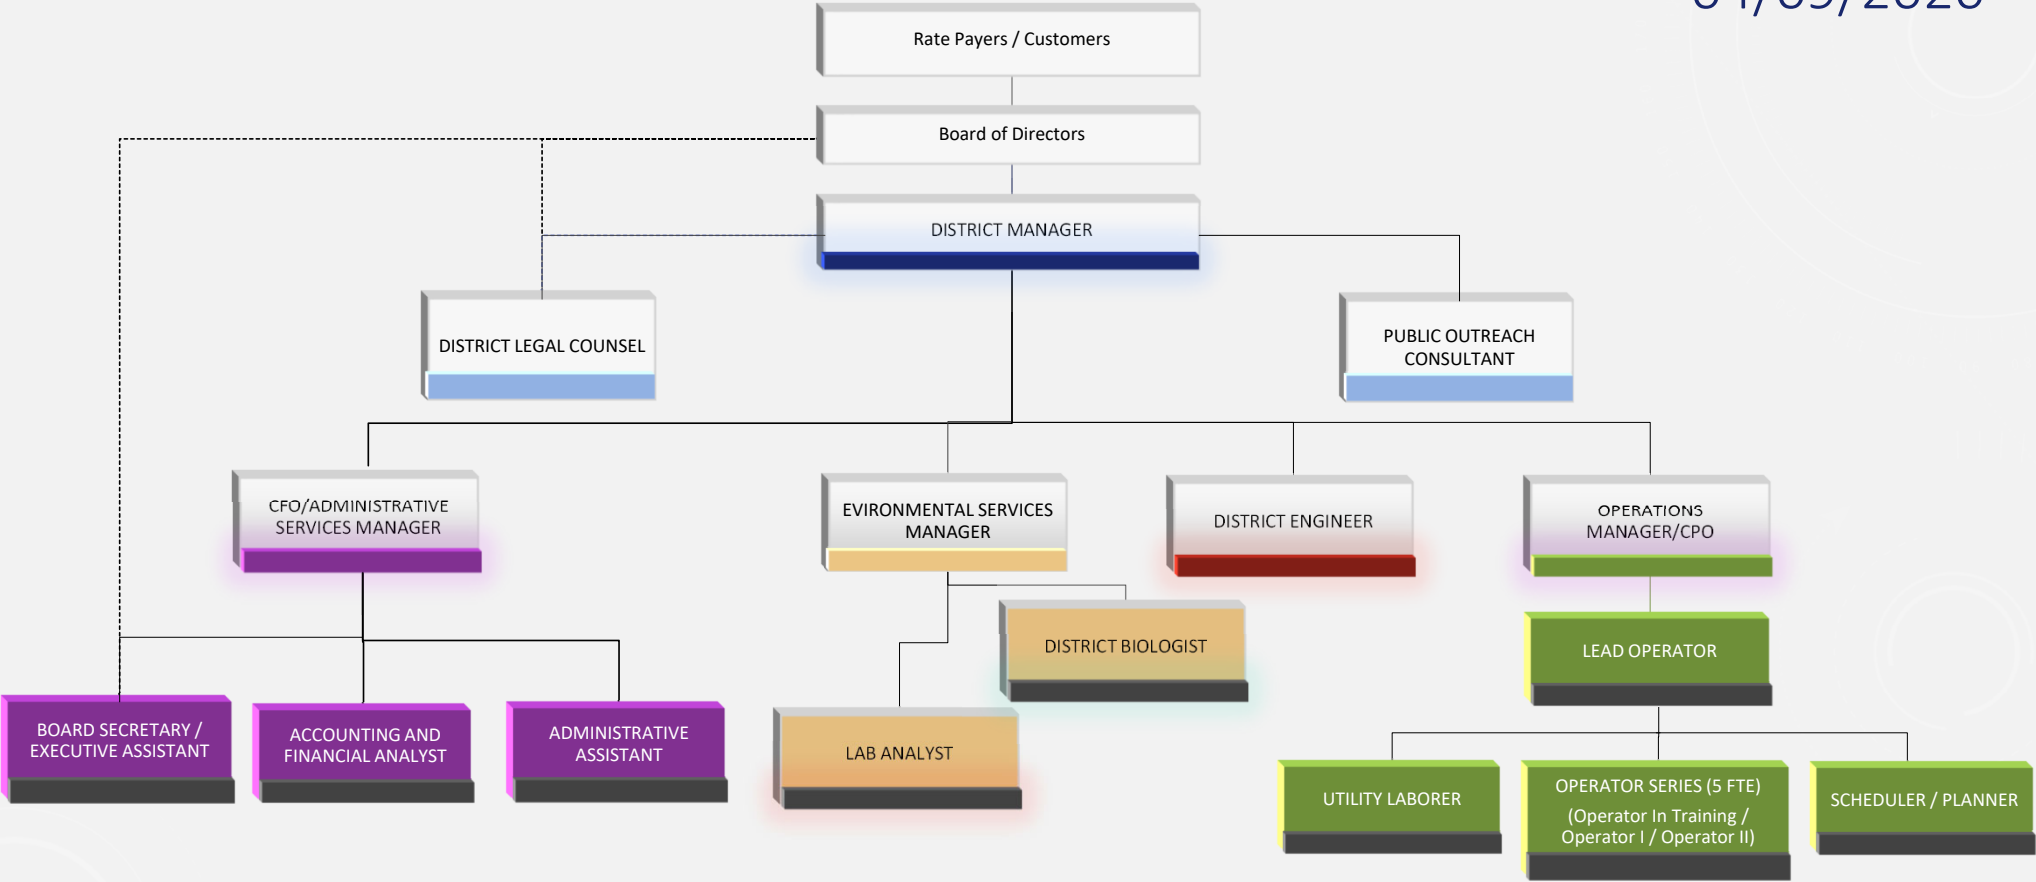 Rate Payers / Customers
Board of Directors
DISTRICT MANAGER
DISTRICT LEGAL COUNSEL
PUBLIC OUTREACH
CONSULTANT
CFO/ADMINISTRATIVE
SERVICES MANAGER
EVIRONMENTAL SERVICES
MANAGER
DISTRICT ENGINEER
OPERATIONS
MANAGER/CPO
DISTRICT BIOLOGIST
LEAD OPERATOR
BOARD SECRETARY /
EXECUTIVE ASSISTANT
ACCOUNTING AND
FINANCIAL ANALYST
ADMINISTRATIVE
ASSISTANT
LAB ANALYST
UTILITY LABORER
OPERATOR SERIES (5 FTE)
(Operator In Training /
Operator I / Operator II)
SCHEDULER / PLANNER